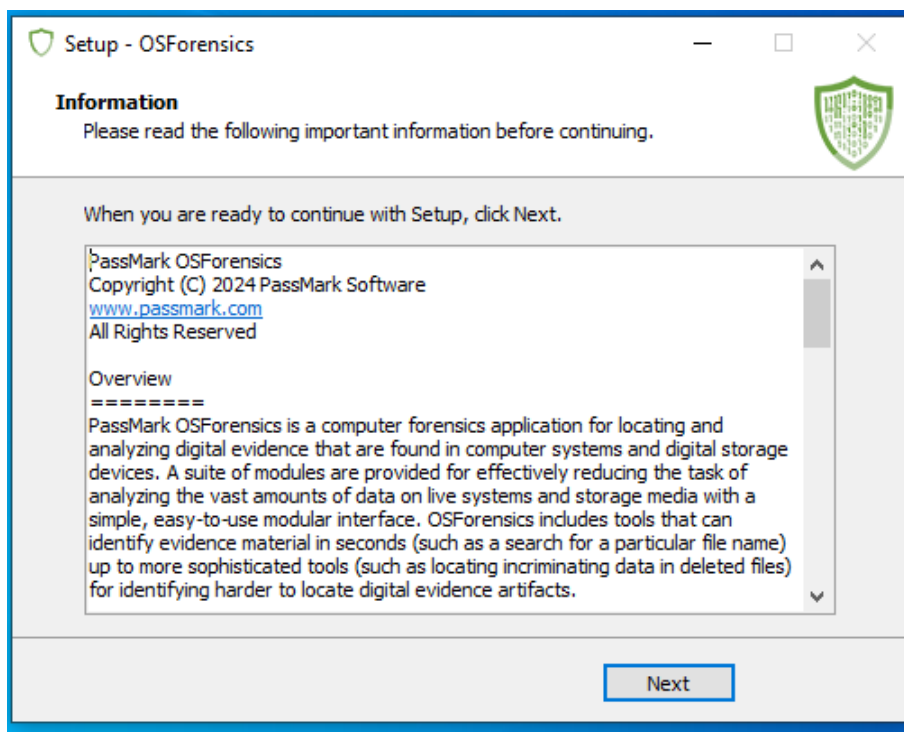 Setup - OSForensics
Information
Please read the following important information before continuing.
When you are ready to continue with Setup, click Next.
PassMark OSForensics
Copyright (C) 2024 PassMark Software
www.passmark.com
All Rights Reserved
Overview
========
PassMark OSForensics is a computer forensics application for locating and
analyzing digital evidence that are found in computer systems and digital storage
devices. A suite of modules are provided for effectively reducing the task of
analyzing the vast amounts of data on live systems and storage media with a
simple, easy-to-use modular interface. OSForensics includes tools that can
identify evidence material in seconds (such as a search for a particular file name)
up to more sophisticated tools (such as locating incriminating data in deleted files)
for identifying harder to locate digital evidence artifacts.
Next